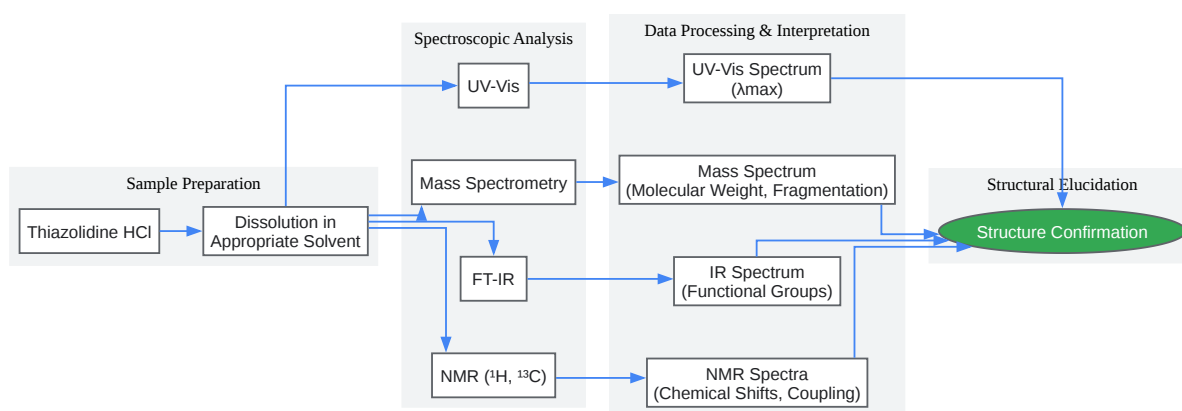 Sample Preparation
Thiazolidine HCl
Dissolution in
Appropriate Solvent
Spectroscopic Analysis
UV-Vis
Mass Spectrometry
FT-IR
NMR (¹H, ¹³C)
Data Processing & Interpretation
UV-Vis Spectrum
(λmax)
Mass Spectrum
(Molecular Weight, Fragmentation)
IR Spectrum
(Functional Groups)
NMR Spectra
(Chemical Shifts, Coupling)
Structural Elucidation
Structure Confirmation